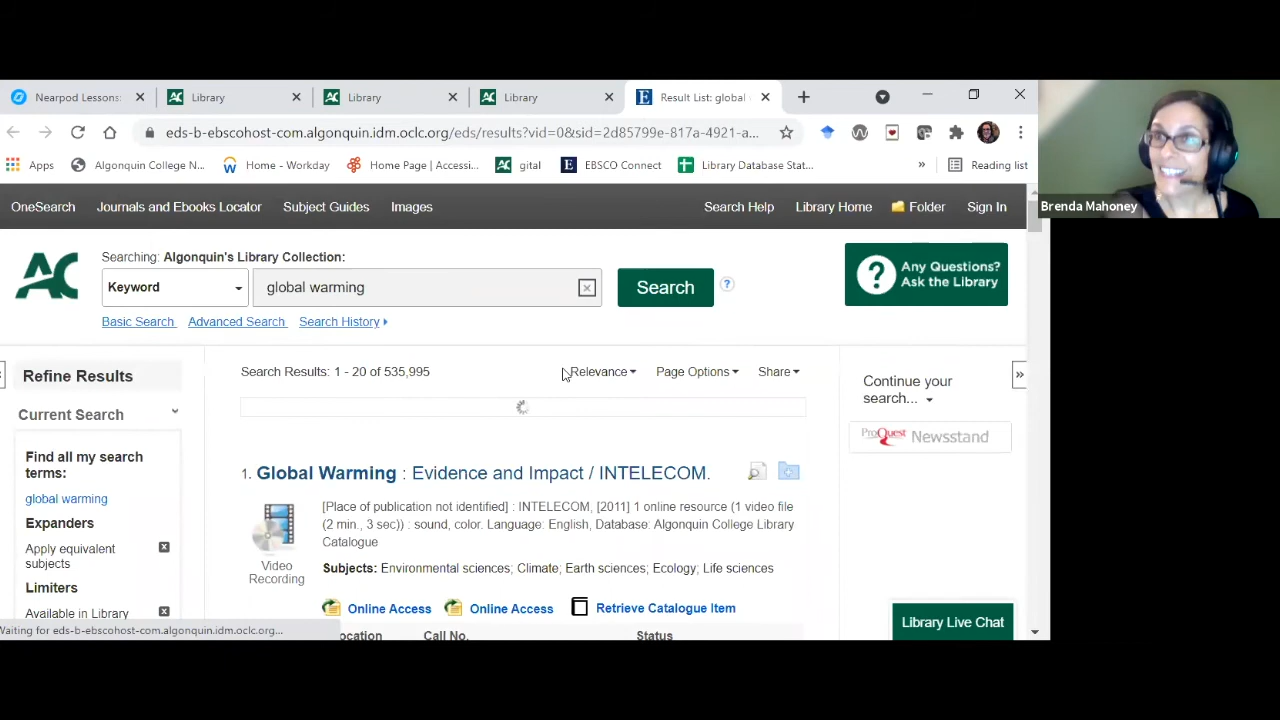 Nearpod Lessons:
Library
Library
Library
Result List: global
eds-b-ebscohost-com.algonquin.idm.oclc.org/eds/results?vid=0&sid=2d85799e-817a-4921-a...
Apps
Algonquin College N...
Home - Workday
Home Page | Accessi...
gital
EBSCO Connect
Library Database Stat...
»
Reading list
Brenda Mahoney
OneSearch
Journals and Ebooks Locator
Subject Guides
Images
Search Help
Library Home
Folder
Sign In
Searching: Algonquin's Library Collection:
AC
Keyword
global warming
Search
?
Any Questions?
Ask the Library
Basic Search
Advanced Search
Search History
Refine Results
Search Results: 1 - 20 of 535,995
Relevance
Page Options
Share
Continue your
search...
»
Current Search
ProQuest Newsstand
Find all my search
terms:
global warming
Expanders
Apply equivalent
subjects
Limiters
Available in Library
1. Global Warming : Evidence and Impact / INTELECOM.
[Place of publication not identified] : INTELECOM, [2011] 1 online resource (1 video file
(2 min., 3 sec)) : sound, color. Language: English, Database: Algonquin College Library
Catalogue
Video
Recording
Subjects: Environmental sciences; Climate; Earth sciences; Ecology; Life sciences
Online Access
Online Access
Retrieve Catalogue Item
Location
Call No.
Status
Library Live Chat
Waiting for eds-b-ebscohost-com.algonquin.idm.oclc.org...